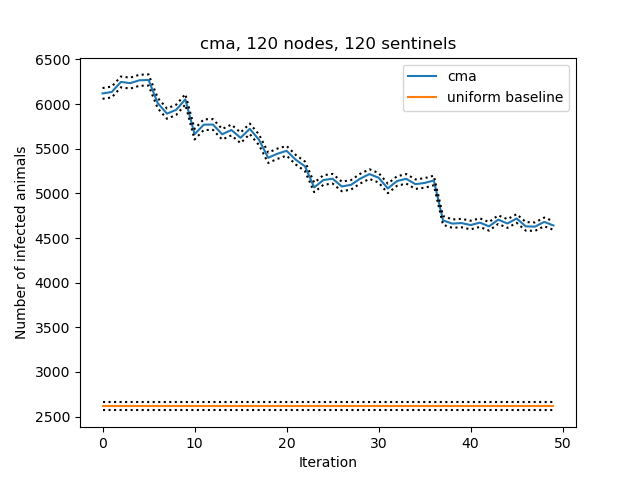 cma, 120 nodes, 120 sentinels
6500
6000
5500
5000
4500
4000
3500
3000
2500
Number of infected animals
cma
uniform baseline
0 10 20 30 40 50
Iteration